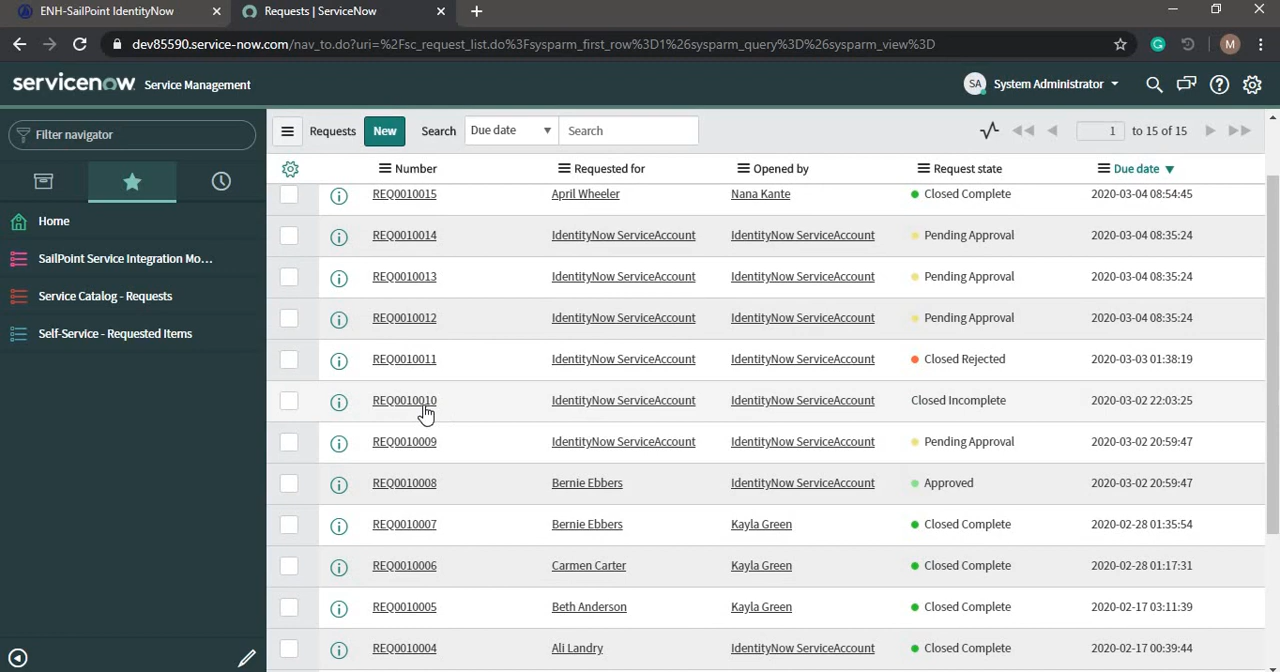 ENH-SailPoint IdentityNow
Requests | ServiceNow
dev85590.service-now.com/nav_to.do?uri=%2Fsc_request_list.do%3Fsysparm_first_row%3D1%26sysparm_query%3D%26sysparm_view%3D
M
servicenow Service Management
SA System Administrator
Filter navigator
Requests New Search Due date Search 1 to 15 of 15
Number Requested for Opened by Request state Due date
Home
SailPoint Service Integration Mo...
Service Catalog - Requests
Self-Service - Requested Items
REQ0010015 April Wheeler Nana Kante Closed Complete 2020-03-04 08:54:45
REQ0010014 IdentityNow ServiceAccount IdentityNow ServiceAccount Pending Approval 2020-03-04 08:35:24
REQ0010013 IdentityNow ServiceAccount IdentityNow ServiceAccount Pending Approval 2020-03-04 08:35:24
REQ0010012 IdentityNow ServiceAccount IdentityNow ServiceAccount Pending Approval 2020-03-04 08:35:24
REQ0010011 IdentityNow ServiceAccount IdentityNow ServiceAccount Closed Rejected 2020-03-03 01:38:19
REQ0010010 IdentityNow ServiceAccount IdentityNow ServiceAccount Closed Incomplete 2020-03-02 22:03:25
REQ0010009 IdentityNow ServiceAccount IdentityNow ServiceAccount Pending Approval 2020-03-02 20:59:47
REQ0010008 Bernie Ebbers IdentityNow ServiceAccount Approved 2020-03-02 20:59:47
REQ0010007 Bernie Ebbers Kayla Green Closed Complete 2020-02-28 01:35:54
REQ0010006 Carmen Carter Kayla Green Closed Complete 2020-02-28 01:17:31
REQ0010005 Beth Anderson Kayla Green Closed Complete 2020-02-17 03:11:39
REQ0010004 Ali Landry IdentityNow ServiceAccount Closed Complete 2020-02-17 00:39:44